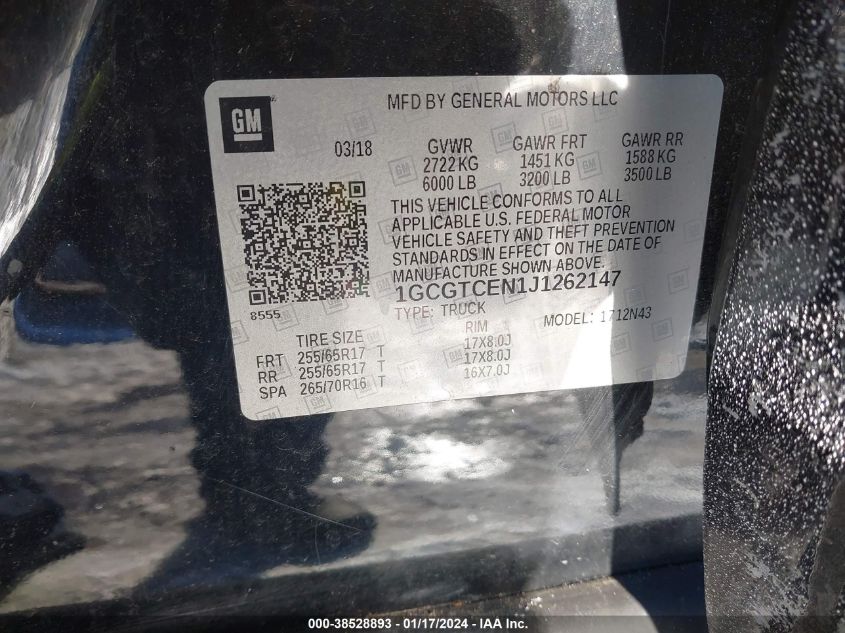 GM
MFD BY GENERAL MOTORS LLC
03/18
GVWR GAWR FRT GAWR RR
2722 KG 1451 KG 1588 KG
6000 LB 3200 LB 3500 LB
THIS VEHICLE CONFORMS TO ALL
APPLICABLE U.S. FEDERAL MOTOR
VEHICLE SAFETY AND THEFT PREVENTION
STANDARDS IN EFFECT ON THE DATE OF
MANUFACTURE SHOWN ABOVE.
1GCGTCEN1J1262147
8555
TYPE: TRUCK MODEL: 1712N43
TIRE SIZE RIM
FRT 255/65R17 T 17X8.0J
RR 255/65R17 T 17X8.0J
SPA 265/70R16 T 16X7.0J
000-38528893 - 01/17/2024 - IAA Inc.